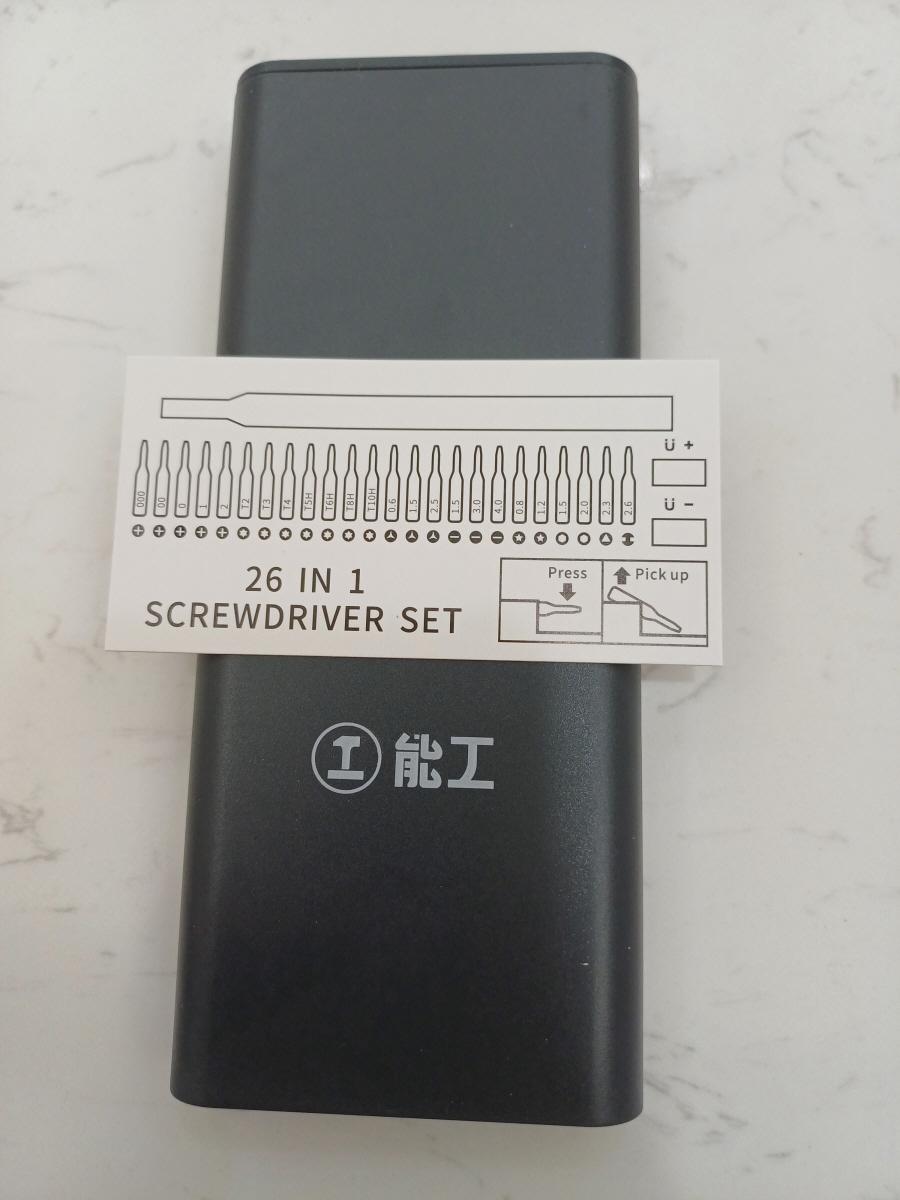 U +
000 00 0 1 2 T2 T3 T4 T5H T6H T8H T10H 0.6 1.5 2.5 1.5 3.0 4.0 0.8 1.2 1.5 2.0 2.3 2.6
U -
26 IN 1
SCREWDRIVER SET
Press
Pick up
能工